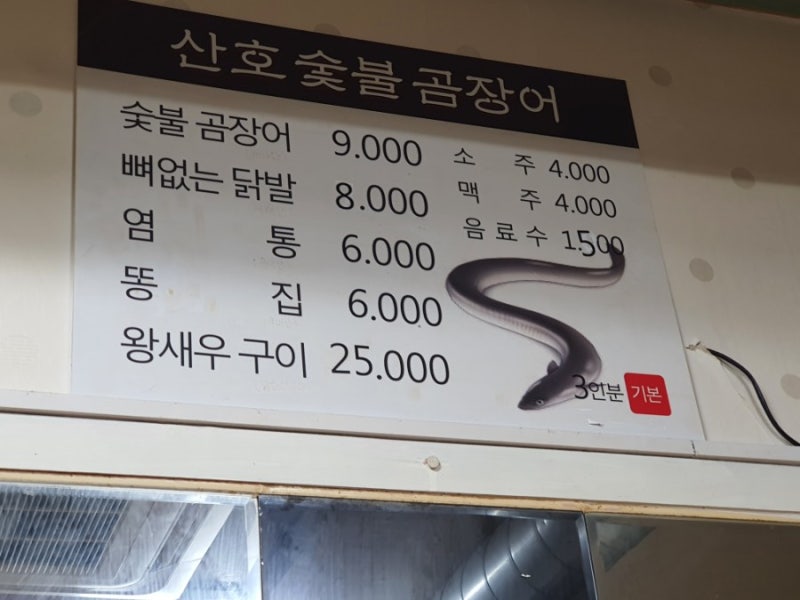 산호 숯불 곰장어
숯불 곰장어 9.000
뼈없는 닭발 8.000
염 통 6.000
똥 집 6.000
왕새우 구이 25.000
소 주 4.000
맥 주 4.000
음료수 1.500
3인분 기본